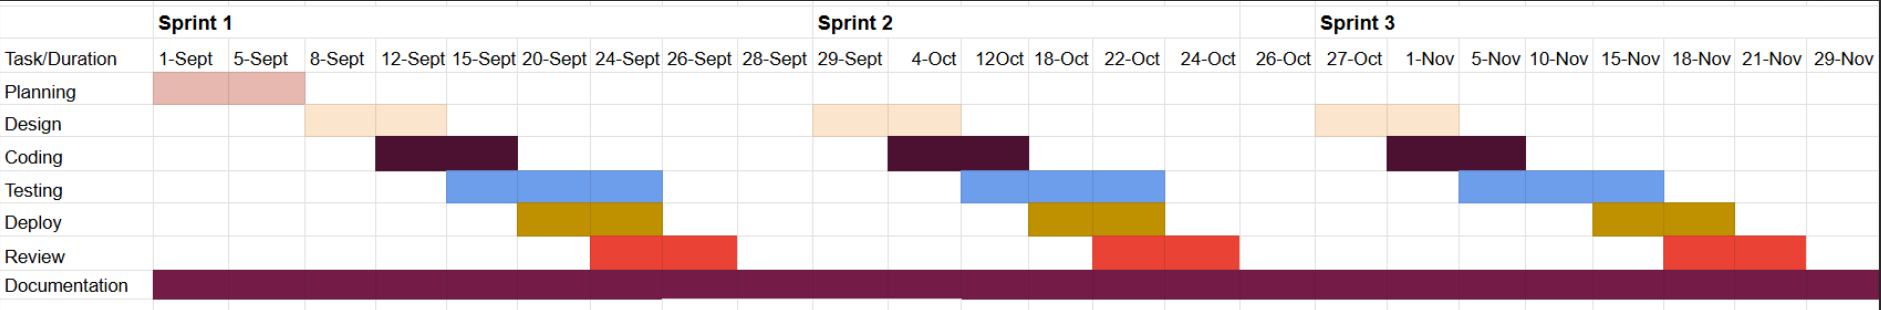 Sprint 1 Sprint 2 Sprint 3
Task/Duration 1-Sept 5-Sept 8-Sept 12-Sept 15-Sept 20-Sept 24-Sept 26-Sept 28-Sept 29-Sept 4-Oct 12Oct 18-Oct 22-Oct 24-Oct 26-Oct 27-Oct 1-Nov 5-Nov 10-Nov 15-Nov 18-Nov 21-Nov 29-Nov
Planning
Design
Coding
Testing
Deploy
Review
Documentation